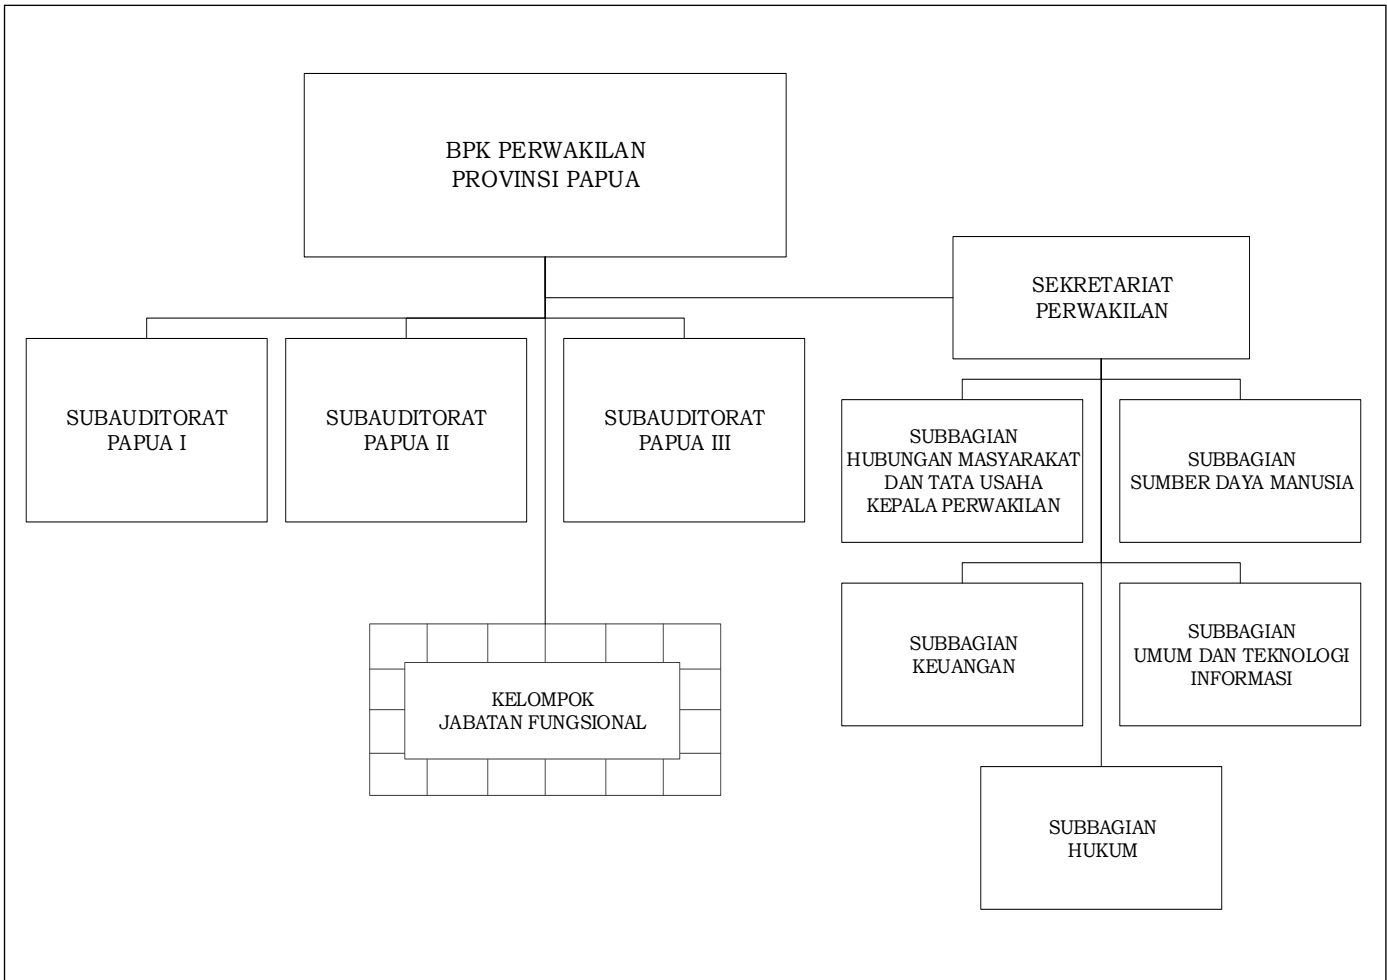 BPK PERWAKILAN
PROVINSI PAPUA
SEKRETARIAT
PERWAKILAN
SUBAUDITORAT
PAPUA I
SUBAUDITORAT
PAPUA II
SUBAUDITORAT
PAPUA III
SUBBAGIAN
HUBUNGAN MASYARAKAT
DAN TATA USAHA
KEPALA PERWAKILAN
SUBBAGIAN
SUMBER DAYA MANUSIA
SUBBAGIAN
KEUANGAN
SUBBAGIAN
UMUM DAN TEKNOLOGI
INFORMASI
KELOMPOK
JABATAN FUNGSIONAL
SUBBAGIAN
HUKUM